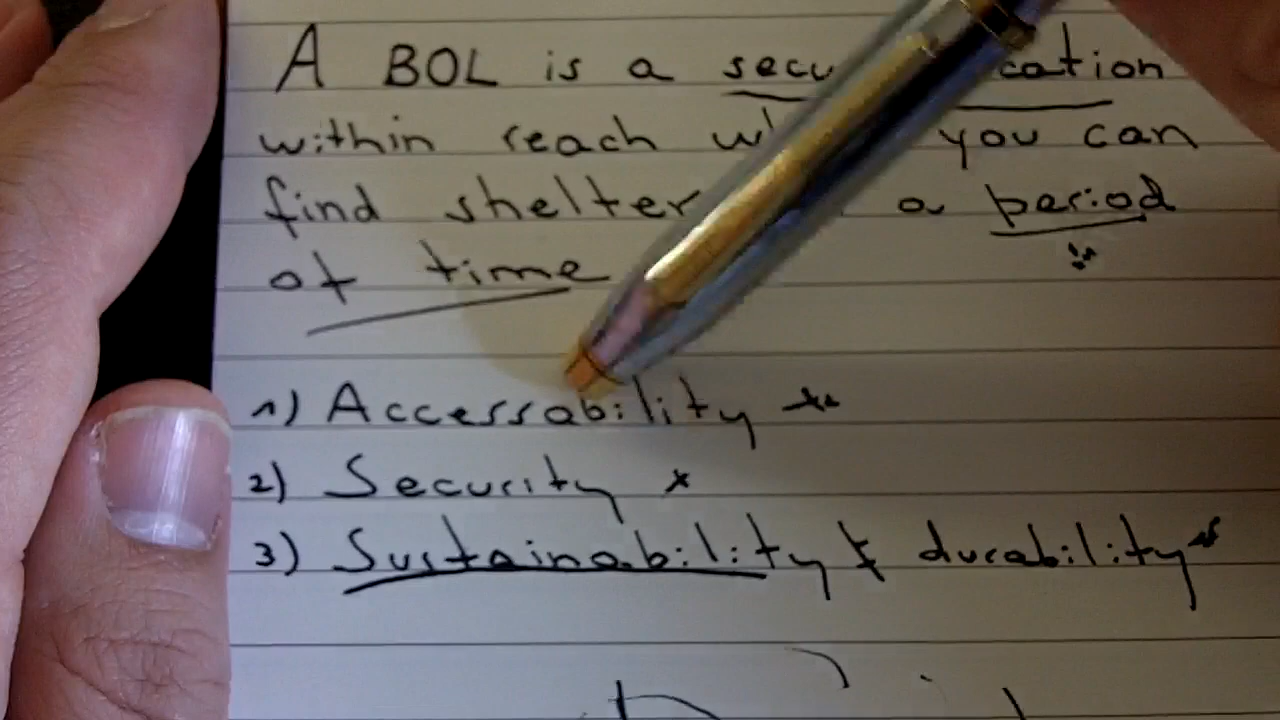 A BOL is a secu cation
within reach wh you can
find shelter a period
of time
1) Accessability
2) Security
3) Sustainability & durability